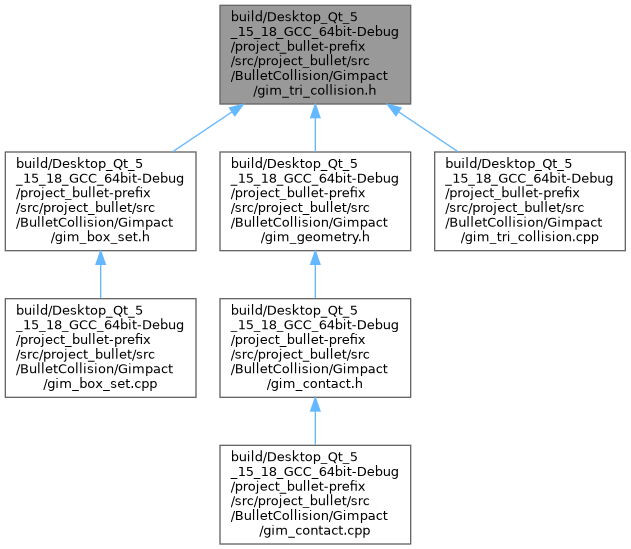 build/Desktop_Qt_5
_15_18_GCC_64bit-Debug
/project_bullet-prefix
/src/project_bullet/src
/BulletCollision/Gimpact
/gim_tri_collision.h
build/Desktop_Qt_5
_15_18_GCC_64bit-Debug
/project_bullet-prefix
/src/project_bullet/src
/BulletCollision/Gimpact
/gim_box_set.h
build/Desktop_Qt_5
_15_18_GCC_64bit-Debug
/project_bullet-prefix
/src/project_bullet/src
/BulletCollision/Gimpact
/gim_geometry.h
build/Desktop_Qt_5
_15_18_GCC_64bit-Debug
/project_bullet-prefix
/src/project_bullet/src
/BulletCollision/Gimpact
/gim_tri_collision.cpp
build/Desktop_Qt_5
_15_18_GCC_64bit-Debug
/project_bullet-prefix
/src/project_bullet/src
/BulletCollision/Gimpact
/gim_box_set.cpp
build/Desktop_Qt_5
_15_18_GCC_64bit-Debug
/project_bullet-prefix
/src/project_bullet/src
/BulletCollision/Gimpact
/gim_contact.h
build/Desktop_Qt_5
_15_18_GCC_64bit-Debug
/project_bullet-prefix
/src/project_bullet/src
/BulletCollision/Gimpact
/gim_contact.cpp